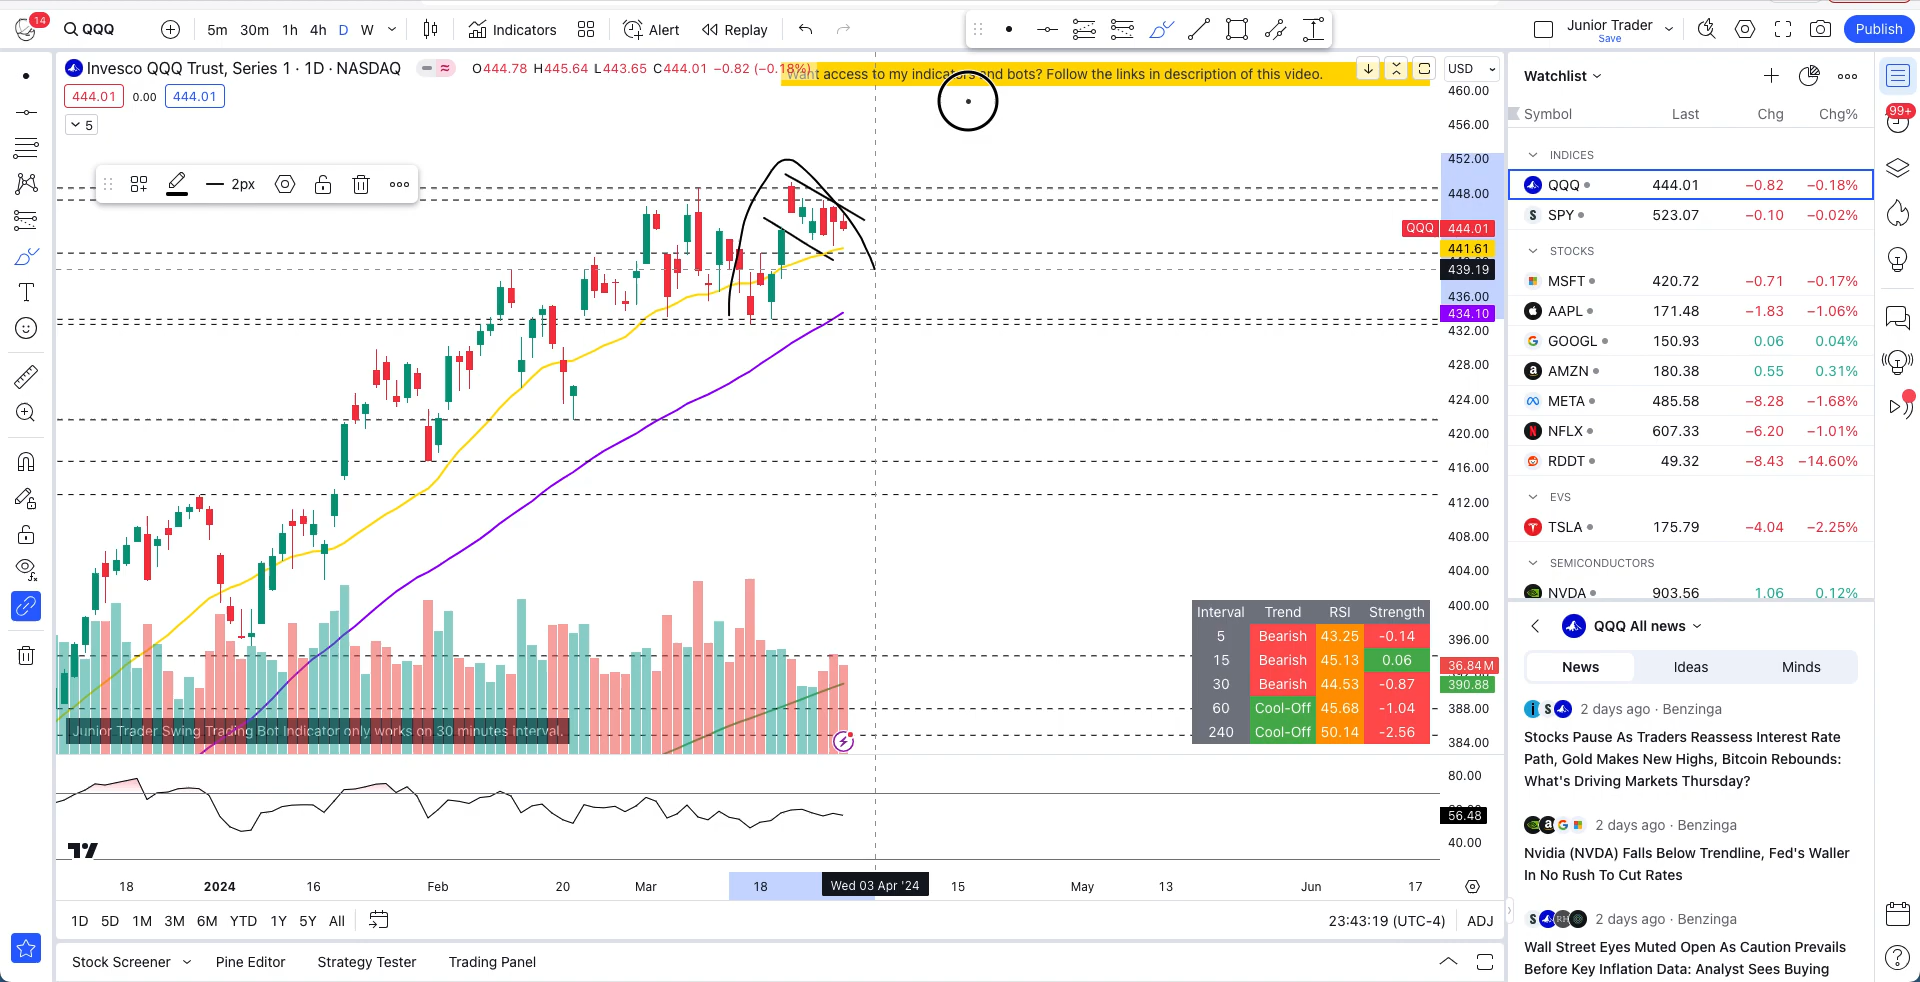 14
QQQ
5m 30m 1h 4h D W
Indicators
Alert
Replay
Junior Trader
Save
Publish
Invesco QQQ Trust, Series 1 · 1D · NASDAQ
O444.78 H445.64 L443.65 C444.01 −0.82 (−0.18%)
want access to my indicators and bots? Follow the links in description of this video.
USD
444.01 0.00 444.01
5
2px
460.00
456.00
452.00
448.00
QQQ 444.01
441.61
439.19
436.00
434.10
432.00
428.00
424.00
420.00
416.00
412.00
408.00
404.00
400.00
396.00
36.84M
390.88
388.00
384.00
Interval Trend RSI Strength
5 Bearish 43.25 -0.14
15 Bearish 45.13 0.06
30 Bearish 44.53 -0.87
60 Cool-Off 45.68 -1.04
240 Cool-Off 50.14 -2.56
Junior Trader Swing Trading Bot Indicator only works on 30 minutes interval.
80.00
56.48
40.00
18 2024 16 Feb 20 Mar 18 Wed 03 Apr '24 15 May 13 Jun 17
1D 5D 1M 3M 6M YTD 1Y 5Y All
23:43:19 (UTC-4) ADJ
Stock Screener Pine Editor Strategy Tester Trading Panel
Watchlist
Symbol Last Chg Chg%
INDICES
QQQ 444.01 −0.82 −0.18%
SPY 523.07 −0.10 −0.02%
STOCKS
MSFT 420.72 −0.71 −0.17%
AAPL 171.48 −1.83 −1.06%
GOOGL 150.93 0.06 0.04%
AMZN 180.38 0.55 0.31%
META 485.58 −8.28 −1.68%
NFLX 607.33 −6.20 −1.01%
RDDT 49.32 −8.43 −14.60%
EVS
TSLA 175.79 −4.04 −2.25%
SEMICONDUCTORS
NVDA 903.56 1.06 0.12%
QQQ All news
News Ideas Minds
2 days ago · Benzinga
Stocks Pause As Traders Reassess Interest Rate
Path, Gold Makes New Highs, Bitcoin Rebounds:
What's Driving Markets Thursday?
2 days ago · Benzinga
Nvidia (NVDA) Falls Below Trendline, Fed's Waller
In No Rush To Cut Rates
2 days ago · Benzinga
Wall Street Eyes Muted Open As Caution Prevails
Before Key Inflation Data: Analyst Sees Buying
99+